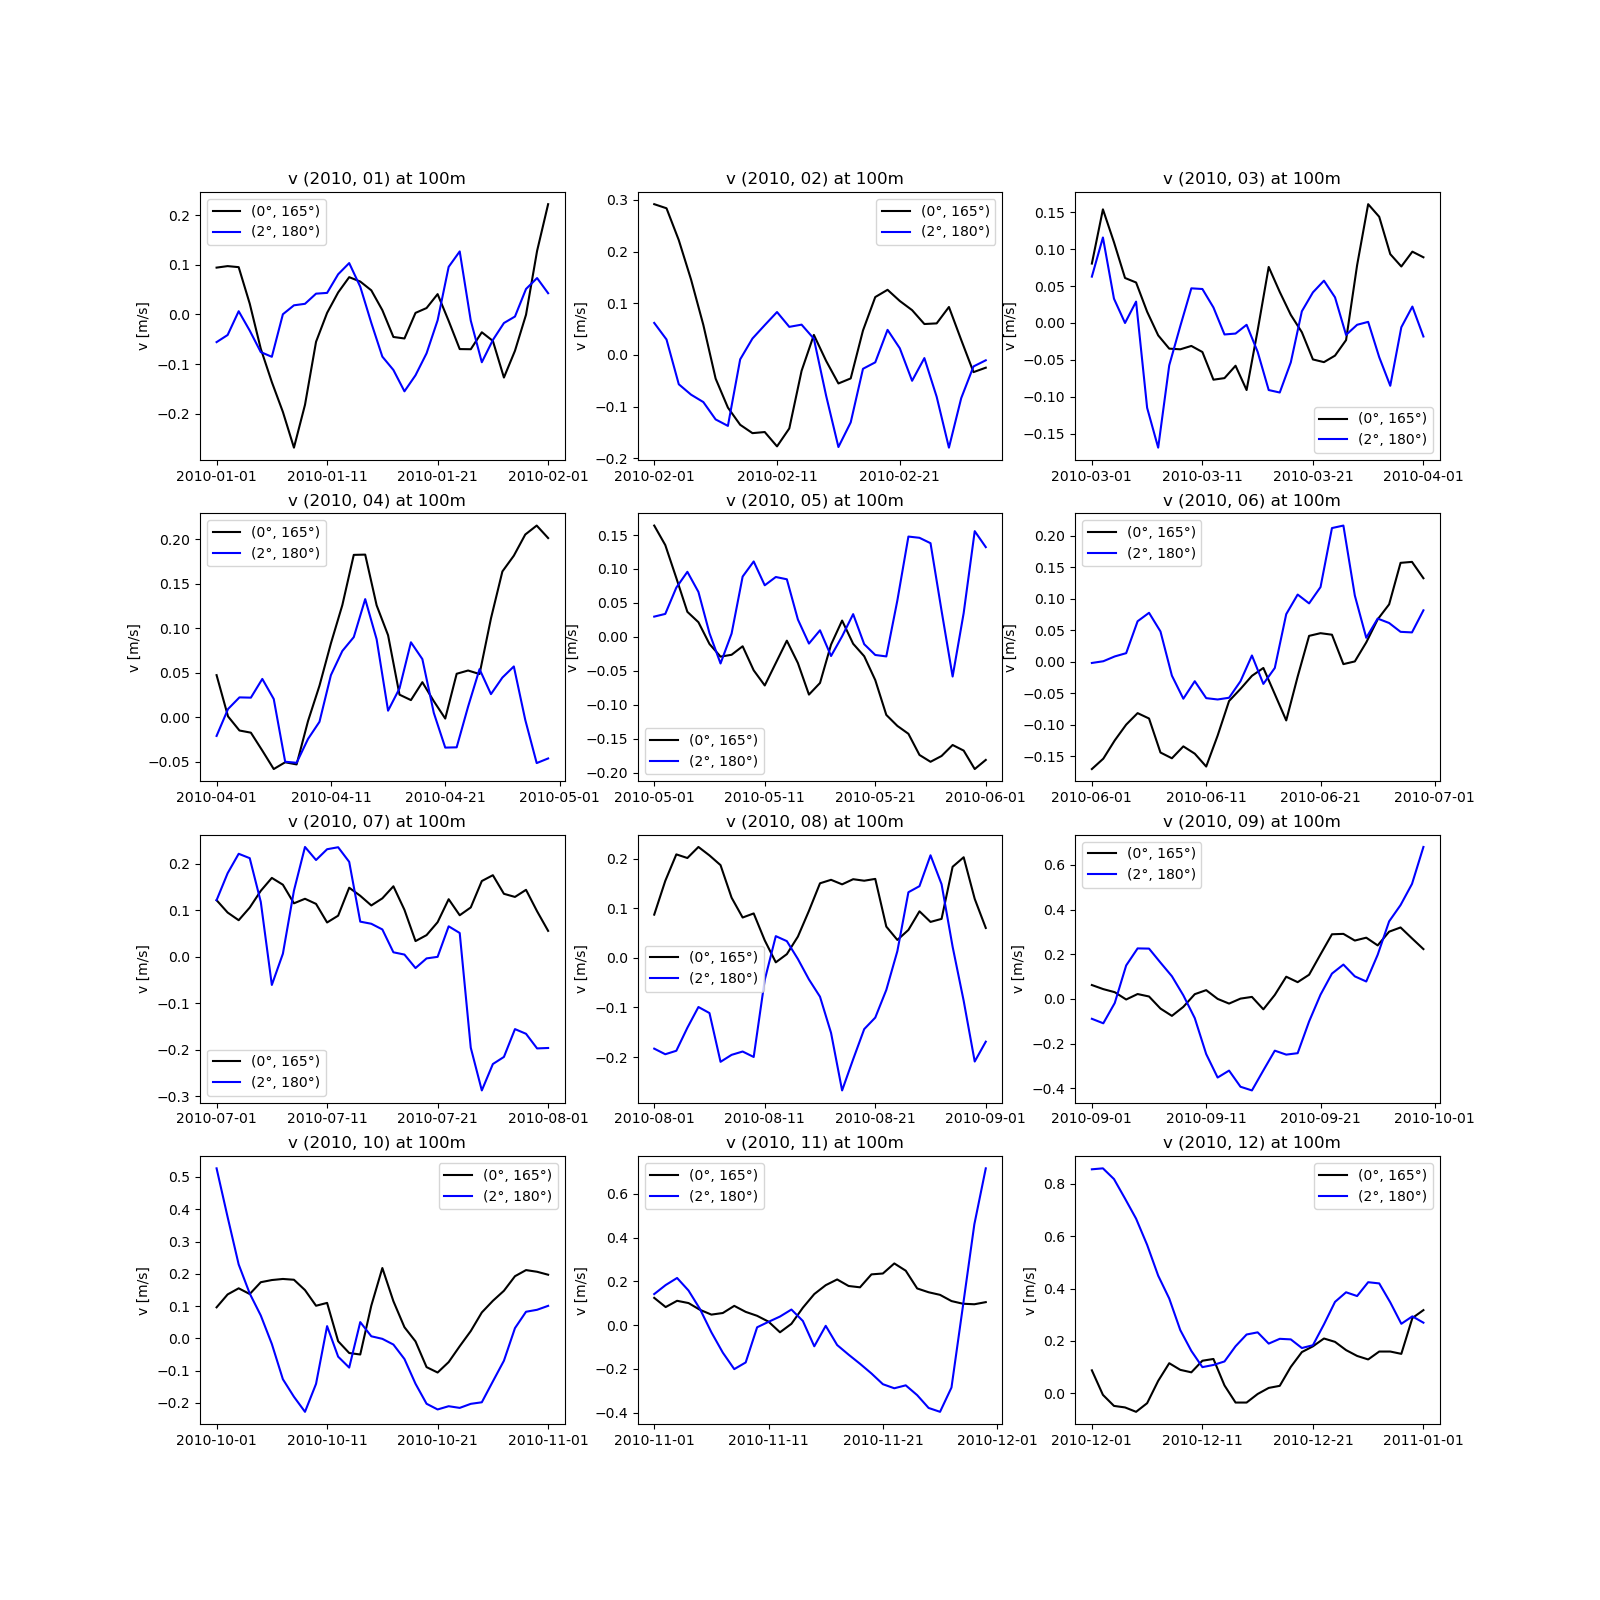 v (2010, 01) at 100m
v [m/s]
0.2
0.1
0.0
−0.1
−0.2
(0°, 165°)
(2°, 180°)
2010-01-01 2010-01-11 2010-01-21 2010-02-01
v (2010, 02) at 100m
v [m/s]
0.3
0.2
0.1
0.0
−0.1
−0.2
(0°, 165°)
(2°, 180°)
2010-02-01 2010-02-11 2010-02-21
v (2010, 03) at 100m
v [m/s]
0.15
0.10
0.05
0.00
−0.05
−0.10
−0.15
(0°, 165°)
(2°, 180°)
2010-03-01 2010-03-11 2010-03-21 2010-04-01
v (2010, 04) at 100m
v [m/s]
0.20
0.15
0.10
0.05
0.00
−0.05
(0°, 165°)
(2°, 180°)
2010-04-01 2010-04-11 2010-04-21 2010-05-01
v (2010, 05) at 100m
v [m/s]
0.15
0.10
0.05
0.00
−0.05
−0.10
−0.15
−0.20
(0°, 165°)
(2°, 180°)
2010-05-01 2010-05-11 2010-05-21 2010-06-01
v (2010, 06) at 100m
v [m/s]
0.20
0.15
0.10
0.05
0.00
−0.05
−0.10
−0.15
(0°, 165°)
(2°, 180°)
2010-06-01 2010-06-11 2010-06-21 2010-07-01
v (2010, 07) at 100m
v [m/s]
0.2
0.1
0.0
−0.1
−0.2
−0.3
(0°, 165°)
(2°, 180°)
2010-07-01 2010-07-11 2010-07-21 2010-08-01
v (2010, 08) at 100m
v [m/s]
0.2
0.1
0.0
−0.1
−0.2
(0°, 165°)
(2°, 180°)
2010-08-01 2010-08-11 2010-08-21 2010-09-01
v (2010, 09) at 100m
v [m/s]
0.6
0.4
0.2
0.0
−0.2
−0.4
(0°, 165°)
(2°, 180°)
2010-09-01 2010-09-11 2010-09-21 2010-10-01
v (2010, 10) at 100m
v [m/s]
0.5
0.4
0.3
0.2
0.1
0.0
−0.1
−0.2
(0°, 165°)
(2°, 180°)
2010-10-01 2010-10-11 2010-10-21 2010-11-01
v (2010, 11) at 100m
v [m/s]
0.6
0.4
0.2
0.0
−0.2
−0.4
(0°, 165°)
(2°, 180°)
2010-11-01 2010-11-11 2010-11-21 2010-12-01
v (2010, 12) at 100m
v [m/s]
0.8
0.6
0.4
0.2
0.0
(0°, 165°)
(2°, 180°)
2010-12-01 2010-12-11 2010-12-21 2011-01-01